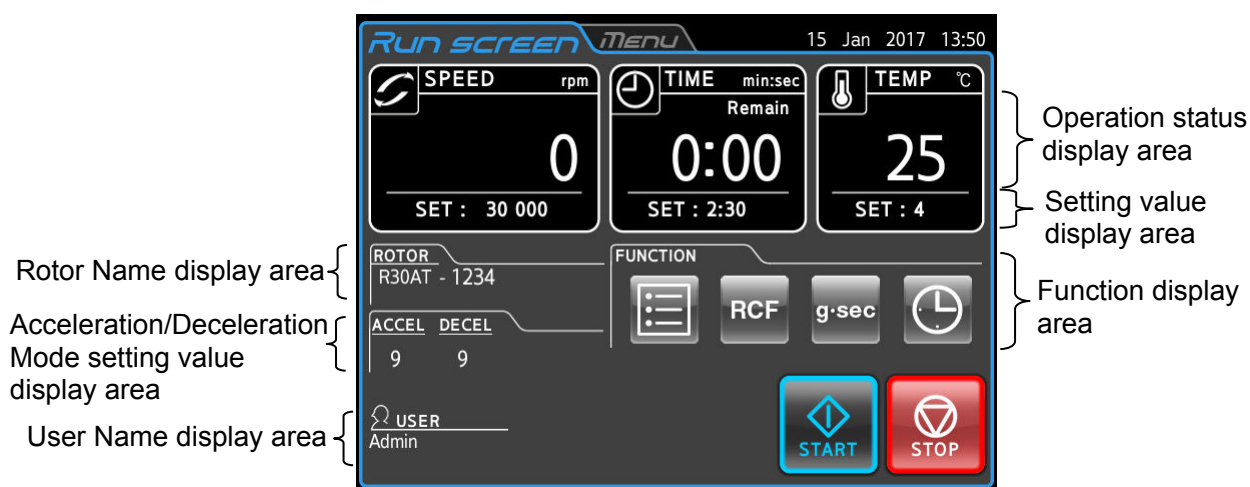 Run screen Menu 15 Jan 2017 13:50
SPEED rpm
0
SET : 30 000
TIME min:sec
Remain
0:00
SET : 2:30
TEMP ℃
25
SET : 4
Operation status
display area
Setting value
display area
Rotor Name display area
ROTOR
R30AT - 1234
FUNCTION
RCF
g·sec
Function display
area
Acceleration/Deceleration
Mode setting value
display area
ACCEL DECEL
9 9
User Name display area
USER
Admin
START
STOP